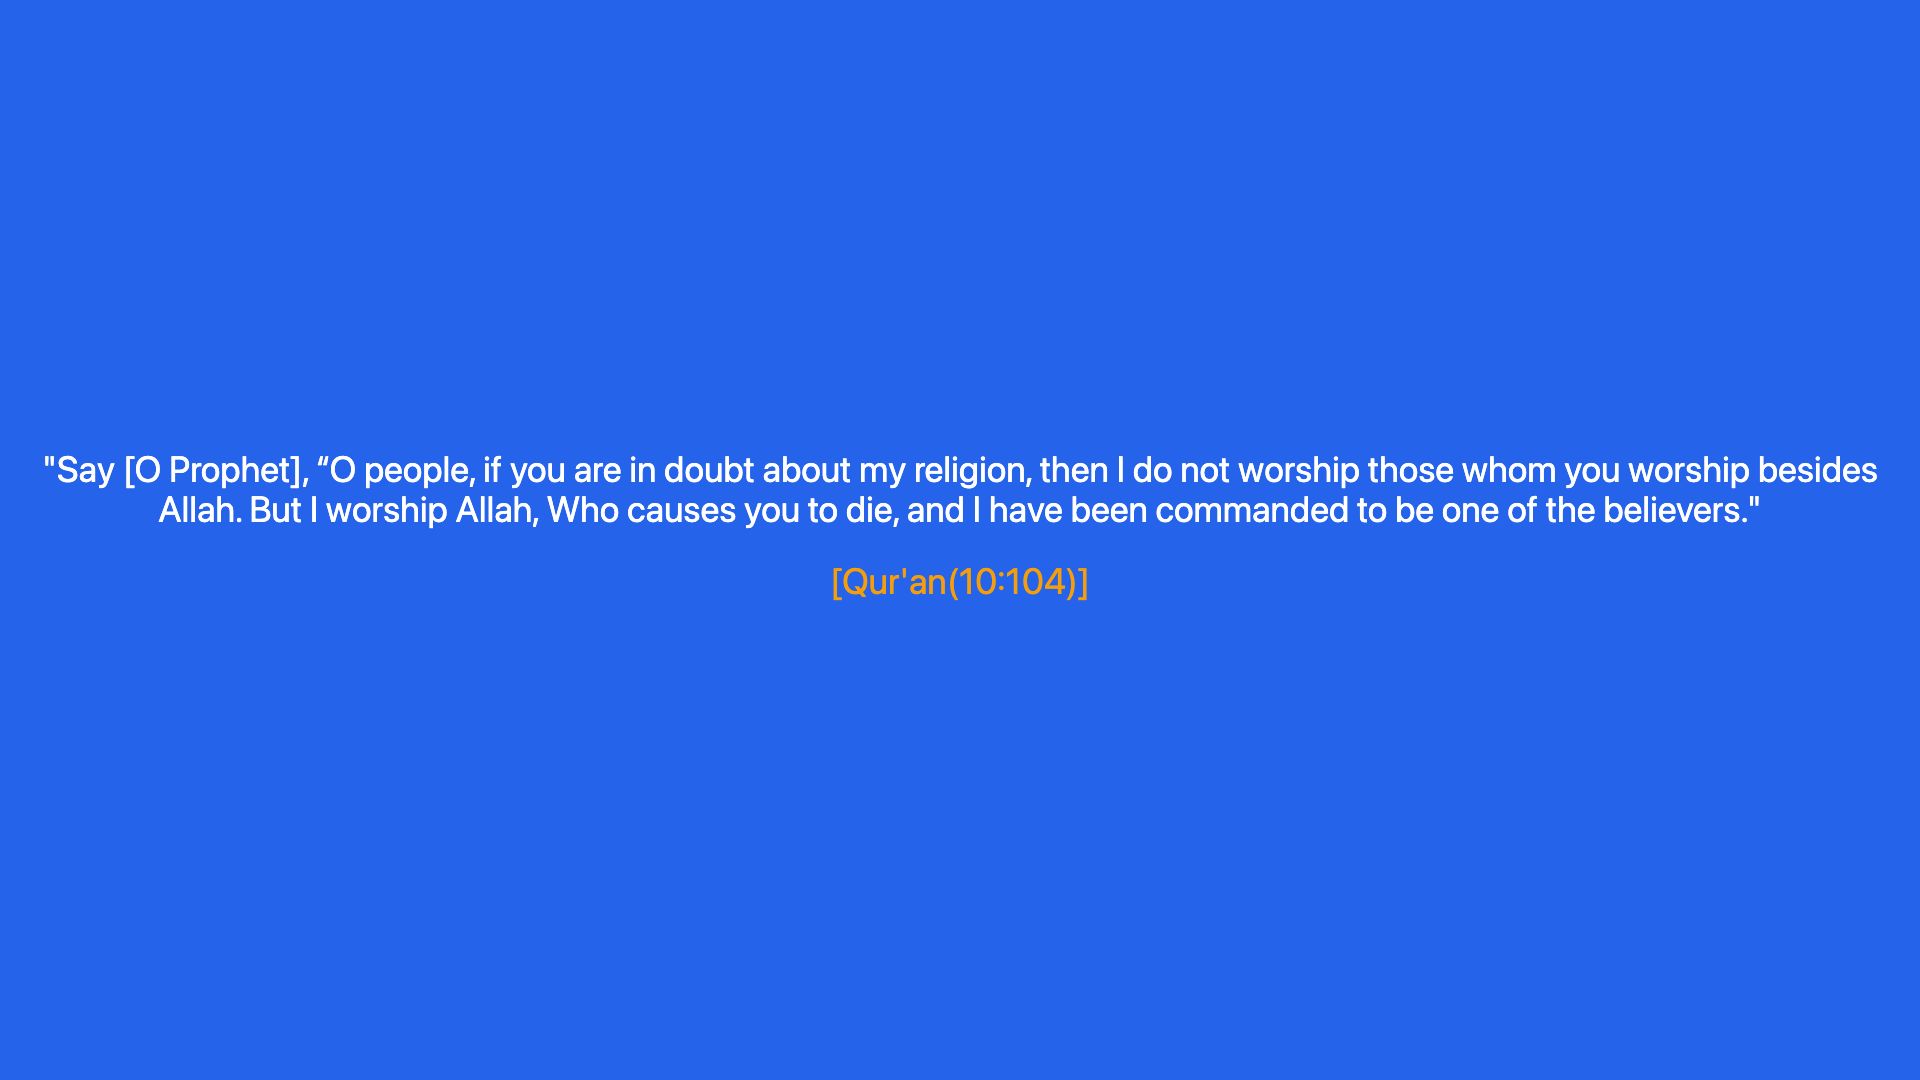 "Say [O Prophet], “O people, if you are in doubt about my religion, then I do not worship those whom you worship besides
Allah. But I worship Allah, Who causes you to die, and I have been commanded to be one of the believers."
[Qur'an(10:104)]